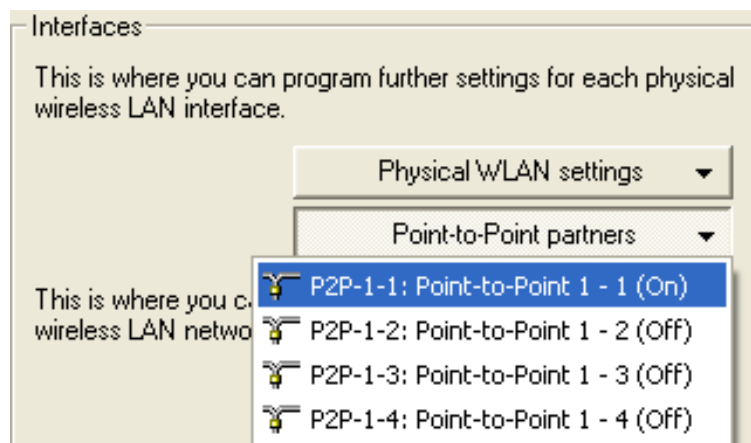 Interfaces
This is where you can program further settings for each physical
wireless LAN interface.
Physical WLAN settings
Point-to-Point partners
P2P-1-1: Point-to-Point 1 - 1 (On)
This is where you
P2P-1-2: Point-to-Point 1 - 2 (Off)
wireless LAN
P2P-1-3: Point-to-Point 1 - 3 (Off)
P2P-1-4: Point-to-Point 1 - 4 (Off)